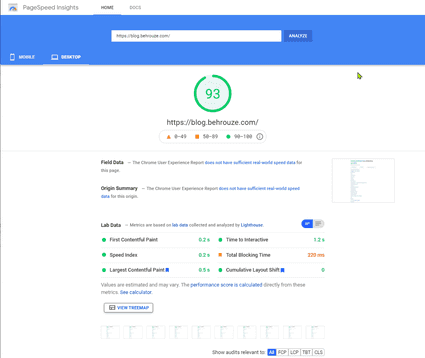 PageSpeed Insights
HOME
DOCS
https://blog.behrouze.com/
ANALYZE
MOBILE
DESKTOP
93
https://blog.behrouze.com/
0–49
50–89
90–100
Field Data — The Chrome User Experience Report does not have sufficient real-world speed data for
this page.
Origin Summary — The Chrome User Experience Report does not have sufficient real-world speed
data for this origin.
Lab Data — Metrics are based on lab data collected and analyzed by Lighthouse
First Contentful Paint 0.2 s
Time to Interactive 1.2 s
Speed Index 0.2 s
Total Blocking Time 220 ms
Largest Contentful Paint 0.5 s
Cumulative Layout Shift 0
Values are estimated and may vary. The performance score is calculated directly from these
metrics. See calculator.
VIEW TREEMAP
Show audits relevant to: All FCP LCP TBT CLS